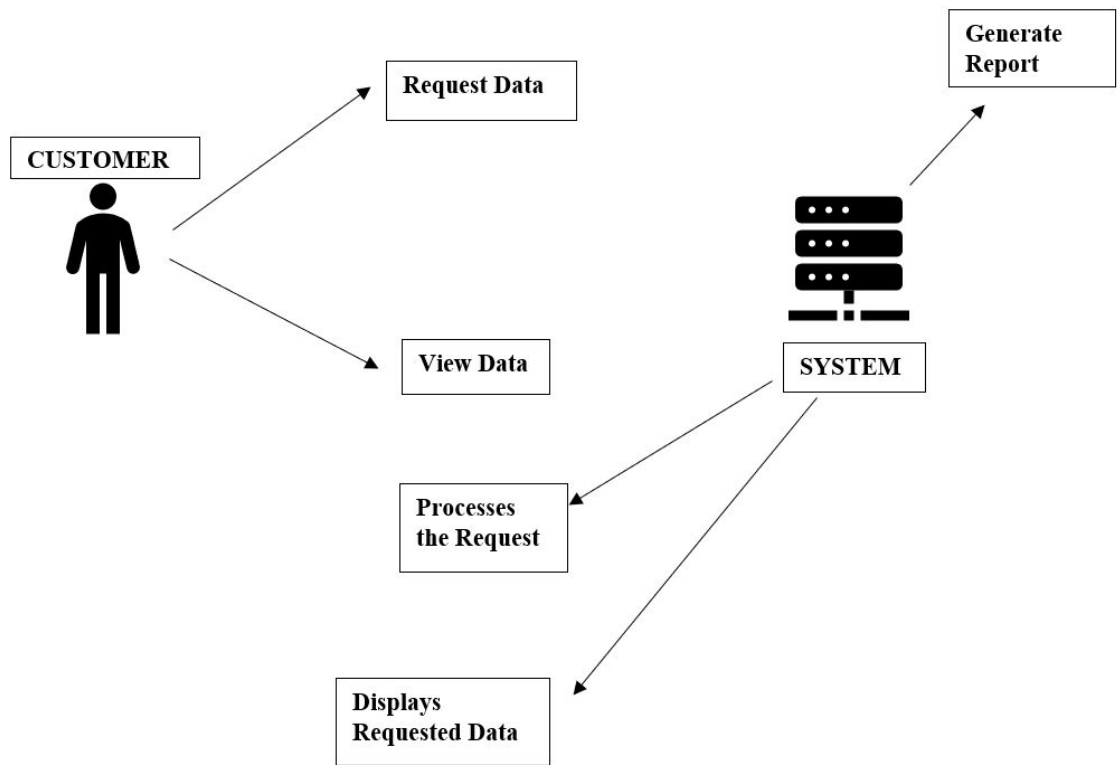 Generate
Report
Request Data
CUSTOMER
View Data
SYSTEM
Processes
the Request
Displays
Requested Data